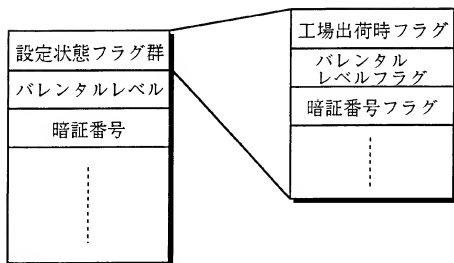 設定状態フラグ群
バレンタルレベル
暗証番号
工場出荷時フラグ
バレンタル
レベルフラグ
暗証番号フラグ